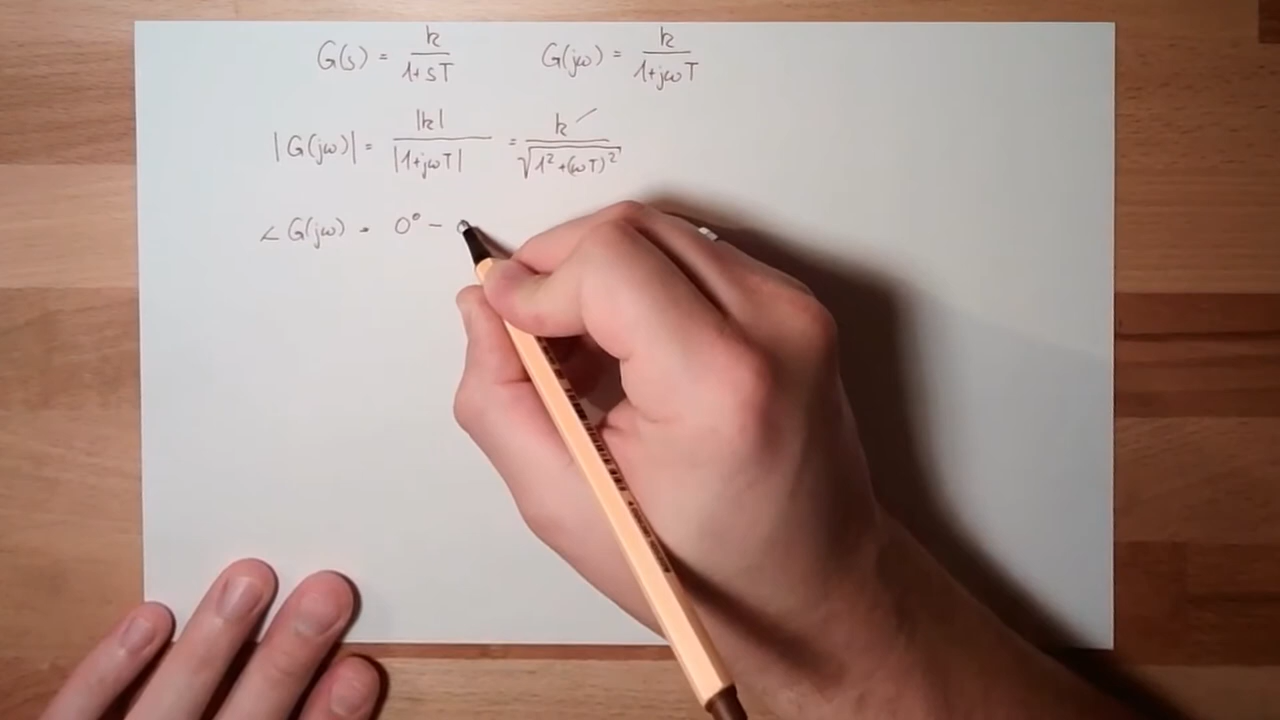 G(s) = k / (1+sT)    G(jω) = k / (1+jωT)
|G(jω)| = |k| / |1+jωT| = k / √(1²+(ωT)²)
∠ G(jω) = 0° −